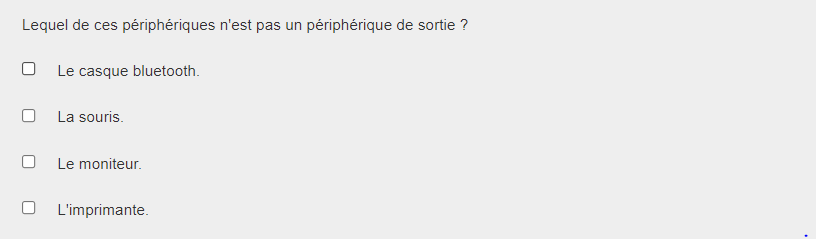 Lequel de ces périphériques n'est pas un périphérique de sortie ?
Le casque bluetooth.
La souris.
Le moniteur.
L'imprimante.